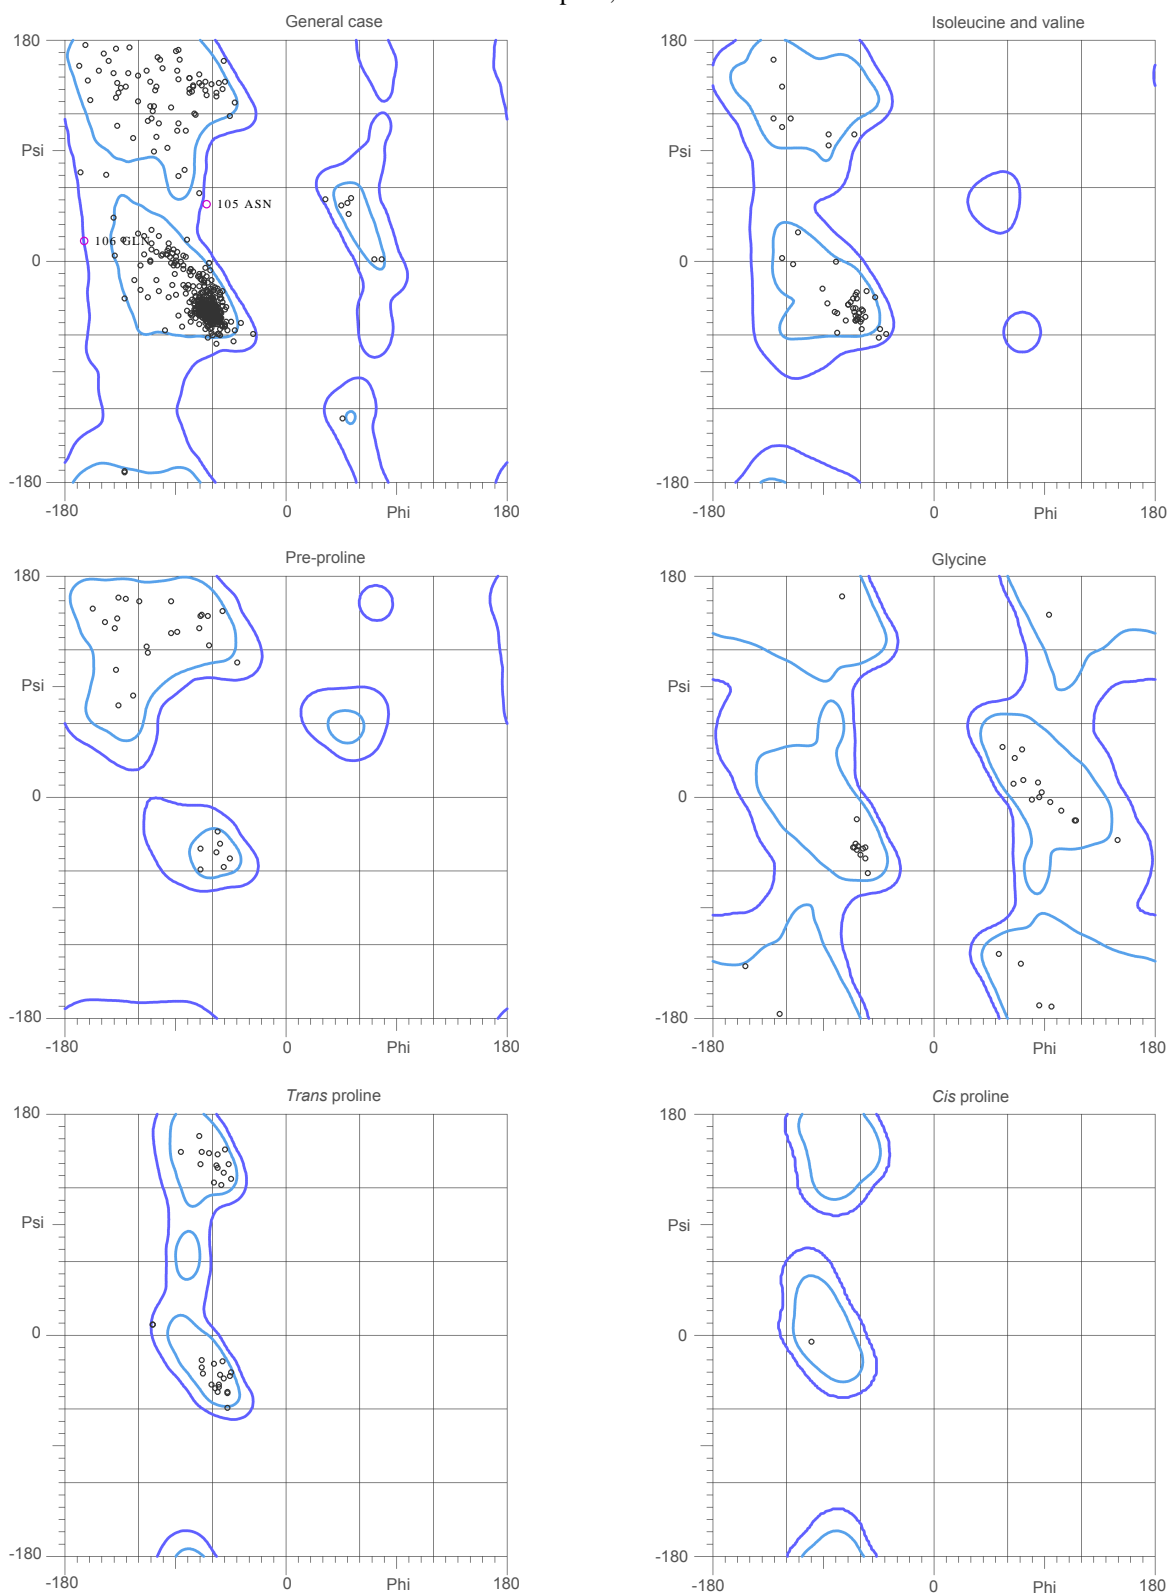 General case
180
Psi
0
-180
-180
0
Phi
180
105 ASN
106 GLN
Isoleucine and valine
180
Psi
0
-180
-180
0
Phi
180
Pre-proline
180
Psi
0
-180
-180
0
Phi
180
Glycine
180
Psi
0
-180
-180
0
Phi
180
Trans proline
180
Psi
0
-180
-180
0
Phi
180
Cis proline
180
Psi
0
-180
-180
0
Phi
180